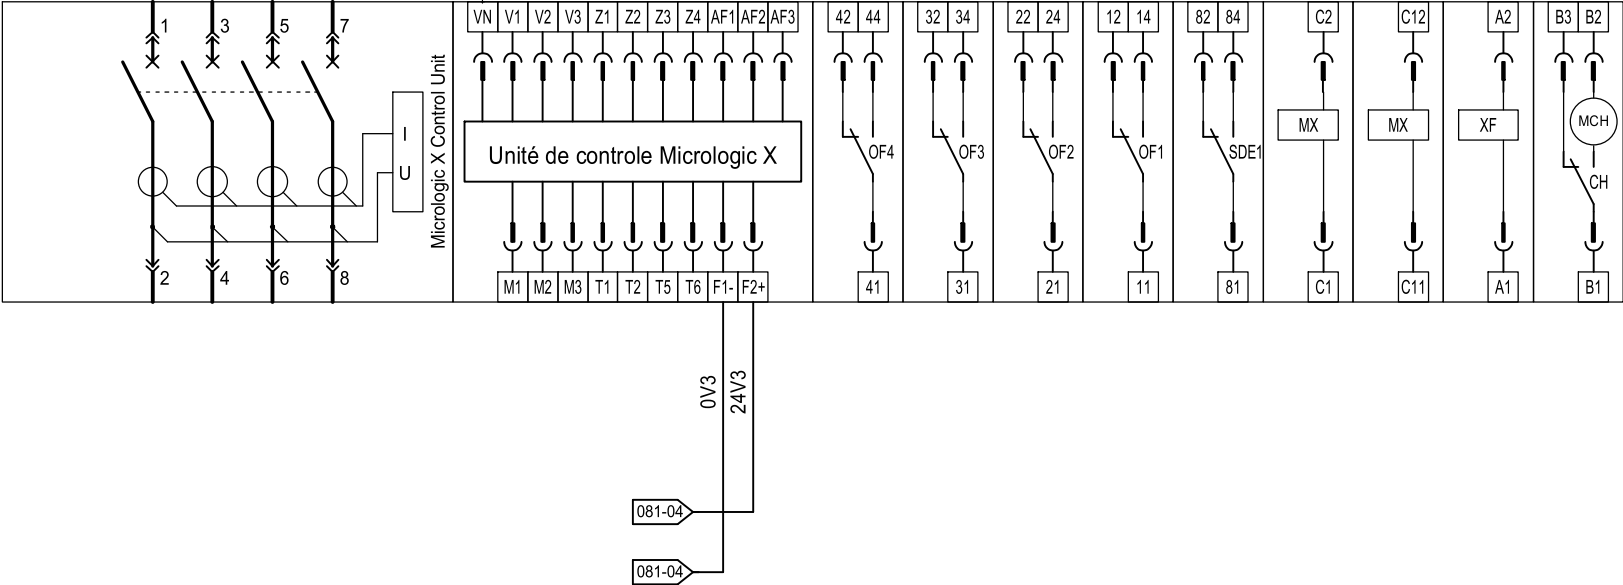 1 3 5 7
VN V1 V2 V3 Z1 Z2 Z3 Z4 AF1 AF2 AF3
42 44 32 34 22 24 12 14 82 84 C2 C12 A2 B3 B2
Micrologic X Control Unit
I
U
Unité de controle Micrologic X
OF4 OF3 OF2 OF1 SDE1 MX MX XF MCH
CH
2 4 6 8
M1 M2 M3 T1 T2 T5 T6 F1- F2+
41 31 21 11 81 C1 C11 A1 B1
0V3
24V3
081-04
081-04